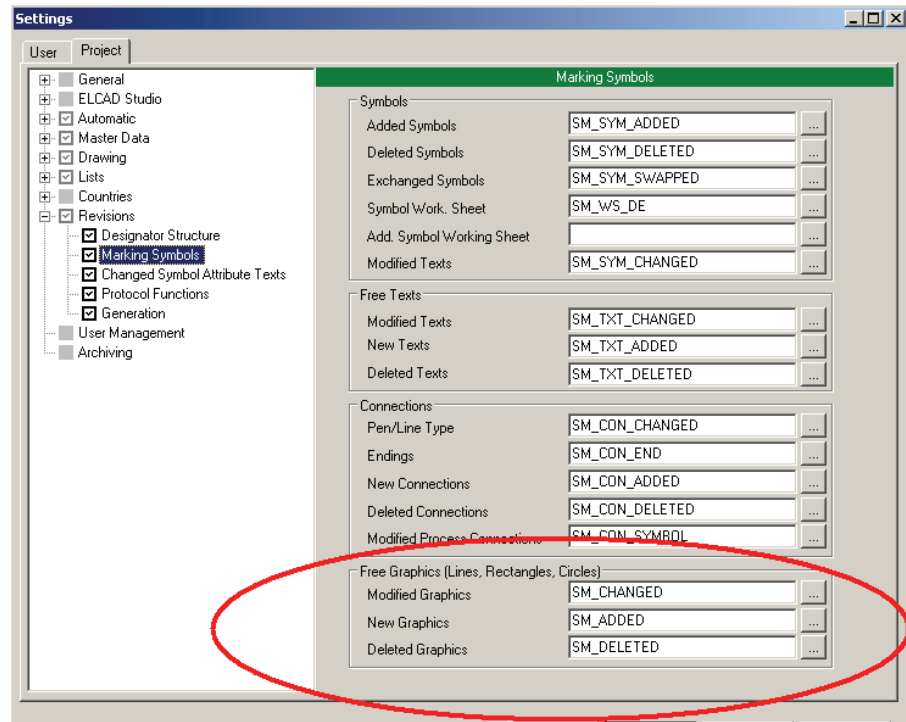 Settings
User Project
General
ELCAD Studio
Automatic
Master Data
Drawing
Lists
Countries
Revisions
Designator Structure
Marking Symbols
Changed Symbol Attribute Texts
Protocol Functions
Generation
User Management
Archiving
Marking Symbols
Symbols
Added Symbols SM_SYM_ADDED ...
Deleted Symbols SM_SYM_DELETED ...
Exchanged Symbols SM_SYM_SWAPPED ...
Symbol Work. Sheet SM_WS_DE ...
Add. Symbol Working Sheet ...
Modified Texts SM_SYM_CHANGED ...
Free Texts
Modified Texts SM_TXT_CHANGED ...
New Texts SM_TXT_ADDED ...
Deleted Texts SM_TXT_DELETED ...
Connections
Pen/Line Type SM_CON_CHANGED ...
Endings SM_CON_END ...
New Connections SM_CON_ADDED ...
Deleted Connections SM_CON_DELETED ...
Modified Process Connections SM_CON_SYMBOL ...
Free Graphics (Lines, Rectangles, Circles)
Modified Graphics SM_CHANGED ...
New Graphics SM_ADDED ...
Deleted Graphics SM_DELETED ...